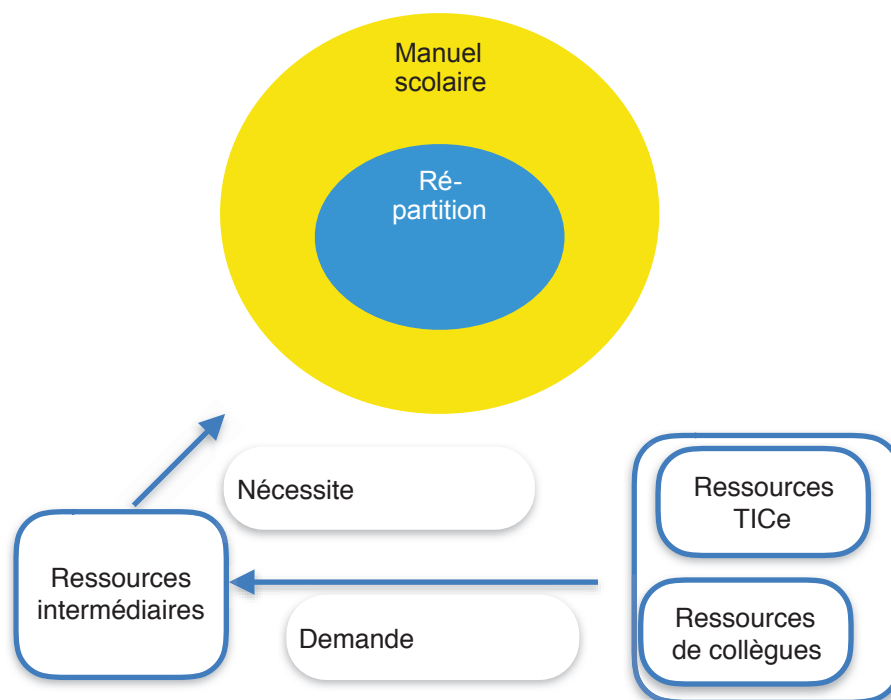 Manuel
scolaire
Ré-
partition
Nécessite
Ressources
TICe
Ressources
intermédiaires
Demande
Ressources
de collègues